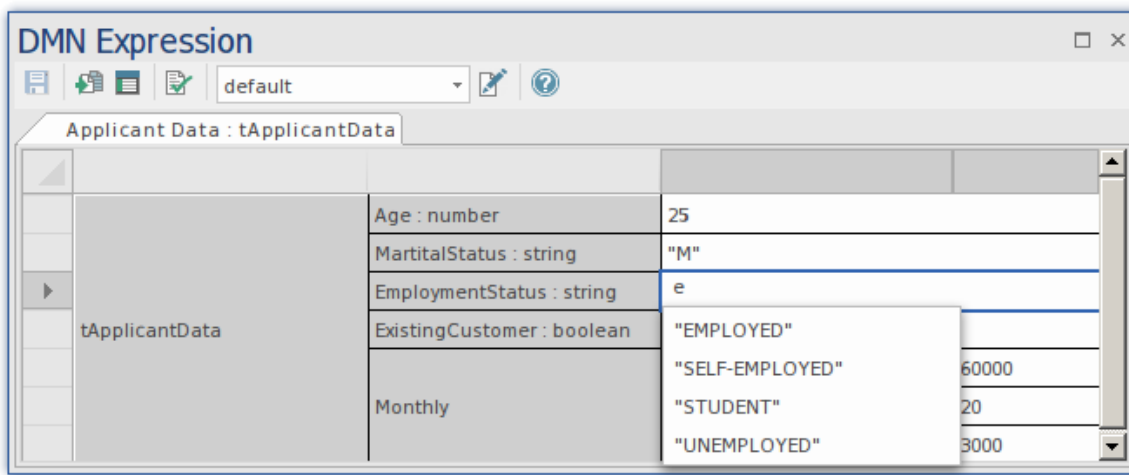 DMN Expression
default
Applicant Data : tApplicantData
Age : number 25
MartitalStatus : string "M"
EmploymentStatus : string e
tApplicantData ExistingCustomer : boolean "EMPLOYED"
"SELF-EMPLOYED" 60000
Monthly "STUDENT" 20
"UNEMPLOYED" 3000